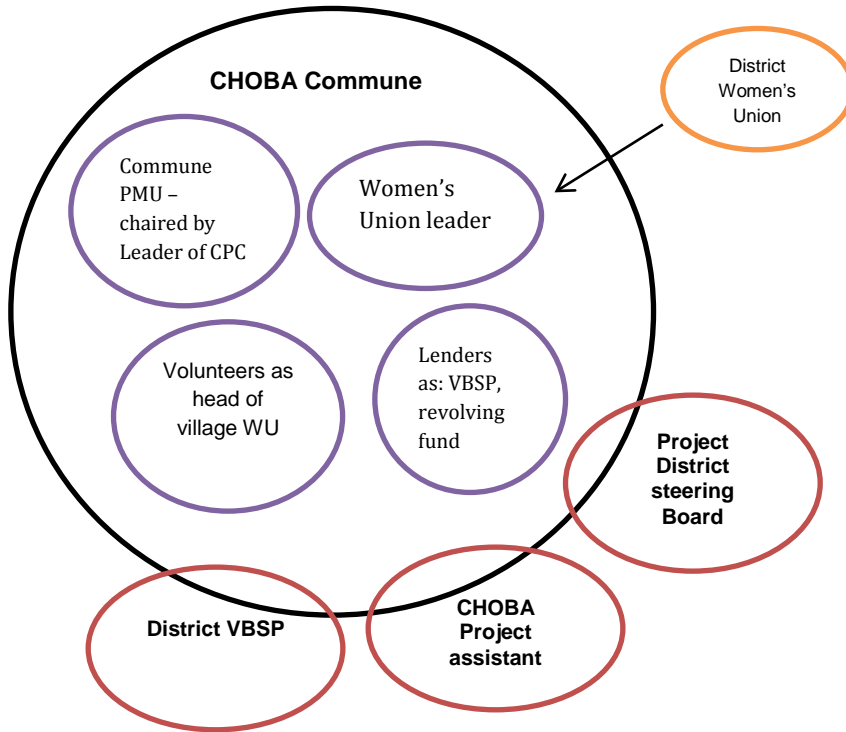 CHOBA Commune
District
Women's
Union
Commune
PMU –
chaired by
Leader of CPC
Women’s
Union leader
Volunteers as
head of
village WU
Lenders
as: VBSP,
revolving
fund
Project
District
steering
Board
District VBSP
CHOBA
Project
assistant